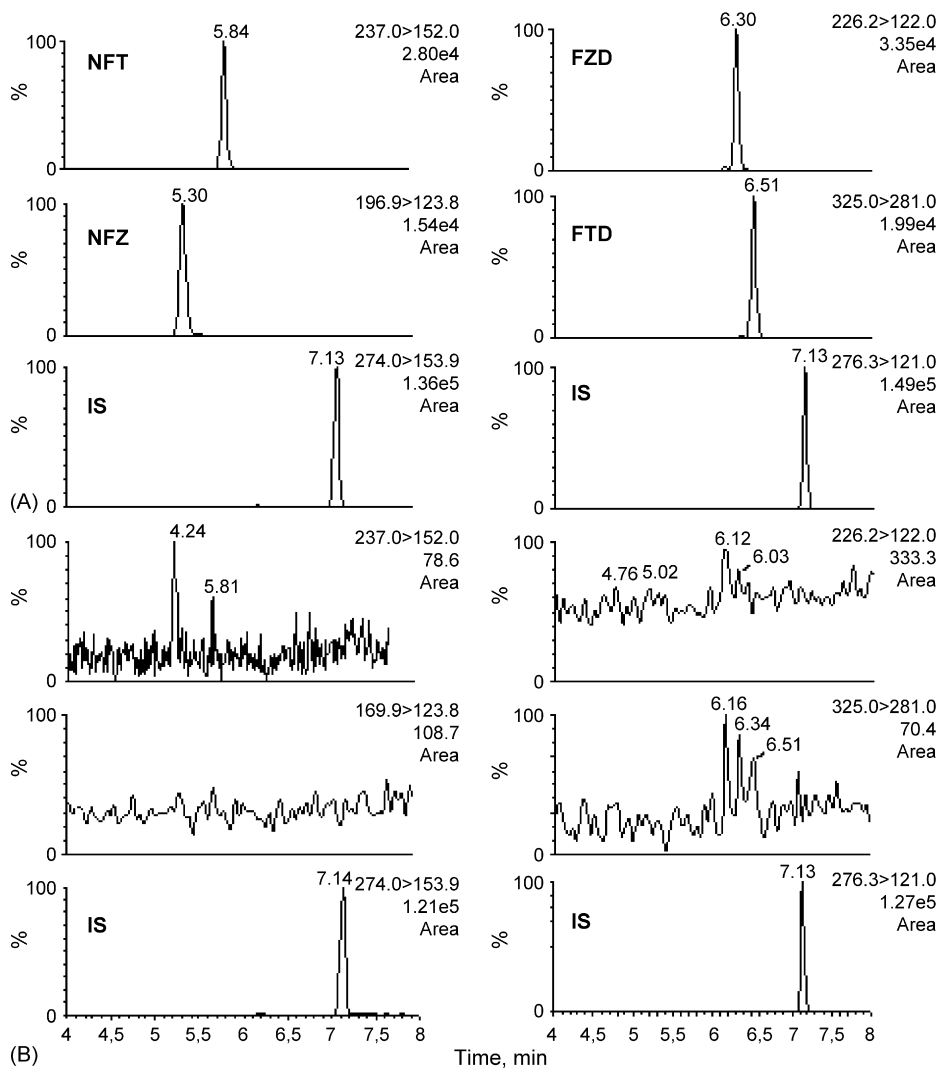 5.84
237.0>152.0
2.80e4
Area
NFT
100
%
0
6.30
226.2>122.0
3.35e4
Area
FZD
100
%
0
5.30
196.9>123.8
1.54e4
Area
NFZ
100
%
0
6.51
325.0>281.0
1.99e4
Area
FTD
100
%
0
7.13
274.0>153.9
1.36e5
Area
IS
100
%
0
(A)
7.13
276.3>121.0
1.49e5
Area
IS
100
%
0
4.24
5.81
237.0>152.0
78.6
Area
100
%
0
6.12
6.03
4.76 5.02
226.2>122.0
333.3
Area
100
%
0
169.9>123.8
108.7
Area
100
%
0
6.16
6.34
6.51
325.0>281.0
70.4
Area
100
%
0
7.14
274.0>153.9
1.21e5
Area
IS
100
%
0
4 5 5,5 6 6,5 7 7,5 8
7.13
276.3>121.0
1.27e5
Area
IS
100
%
0
4 5 5,5 6 6,5 7 7,5 8
(B)
Time, min